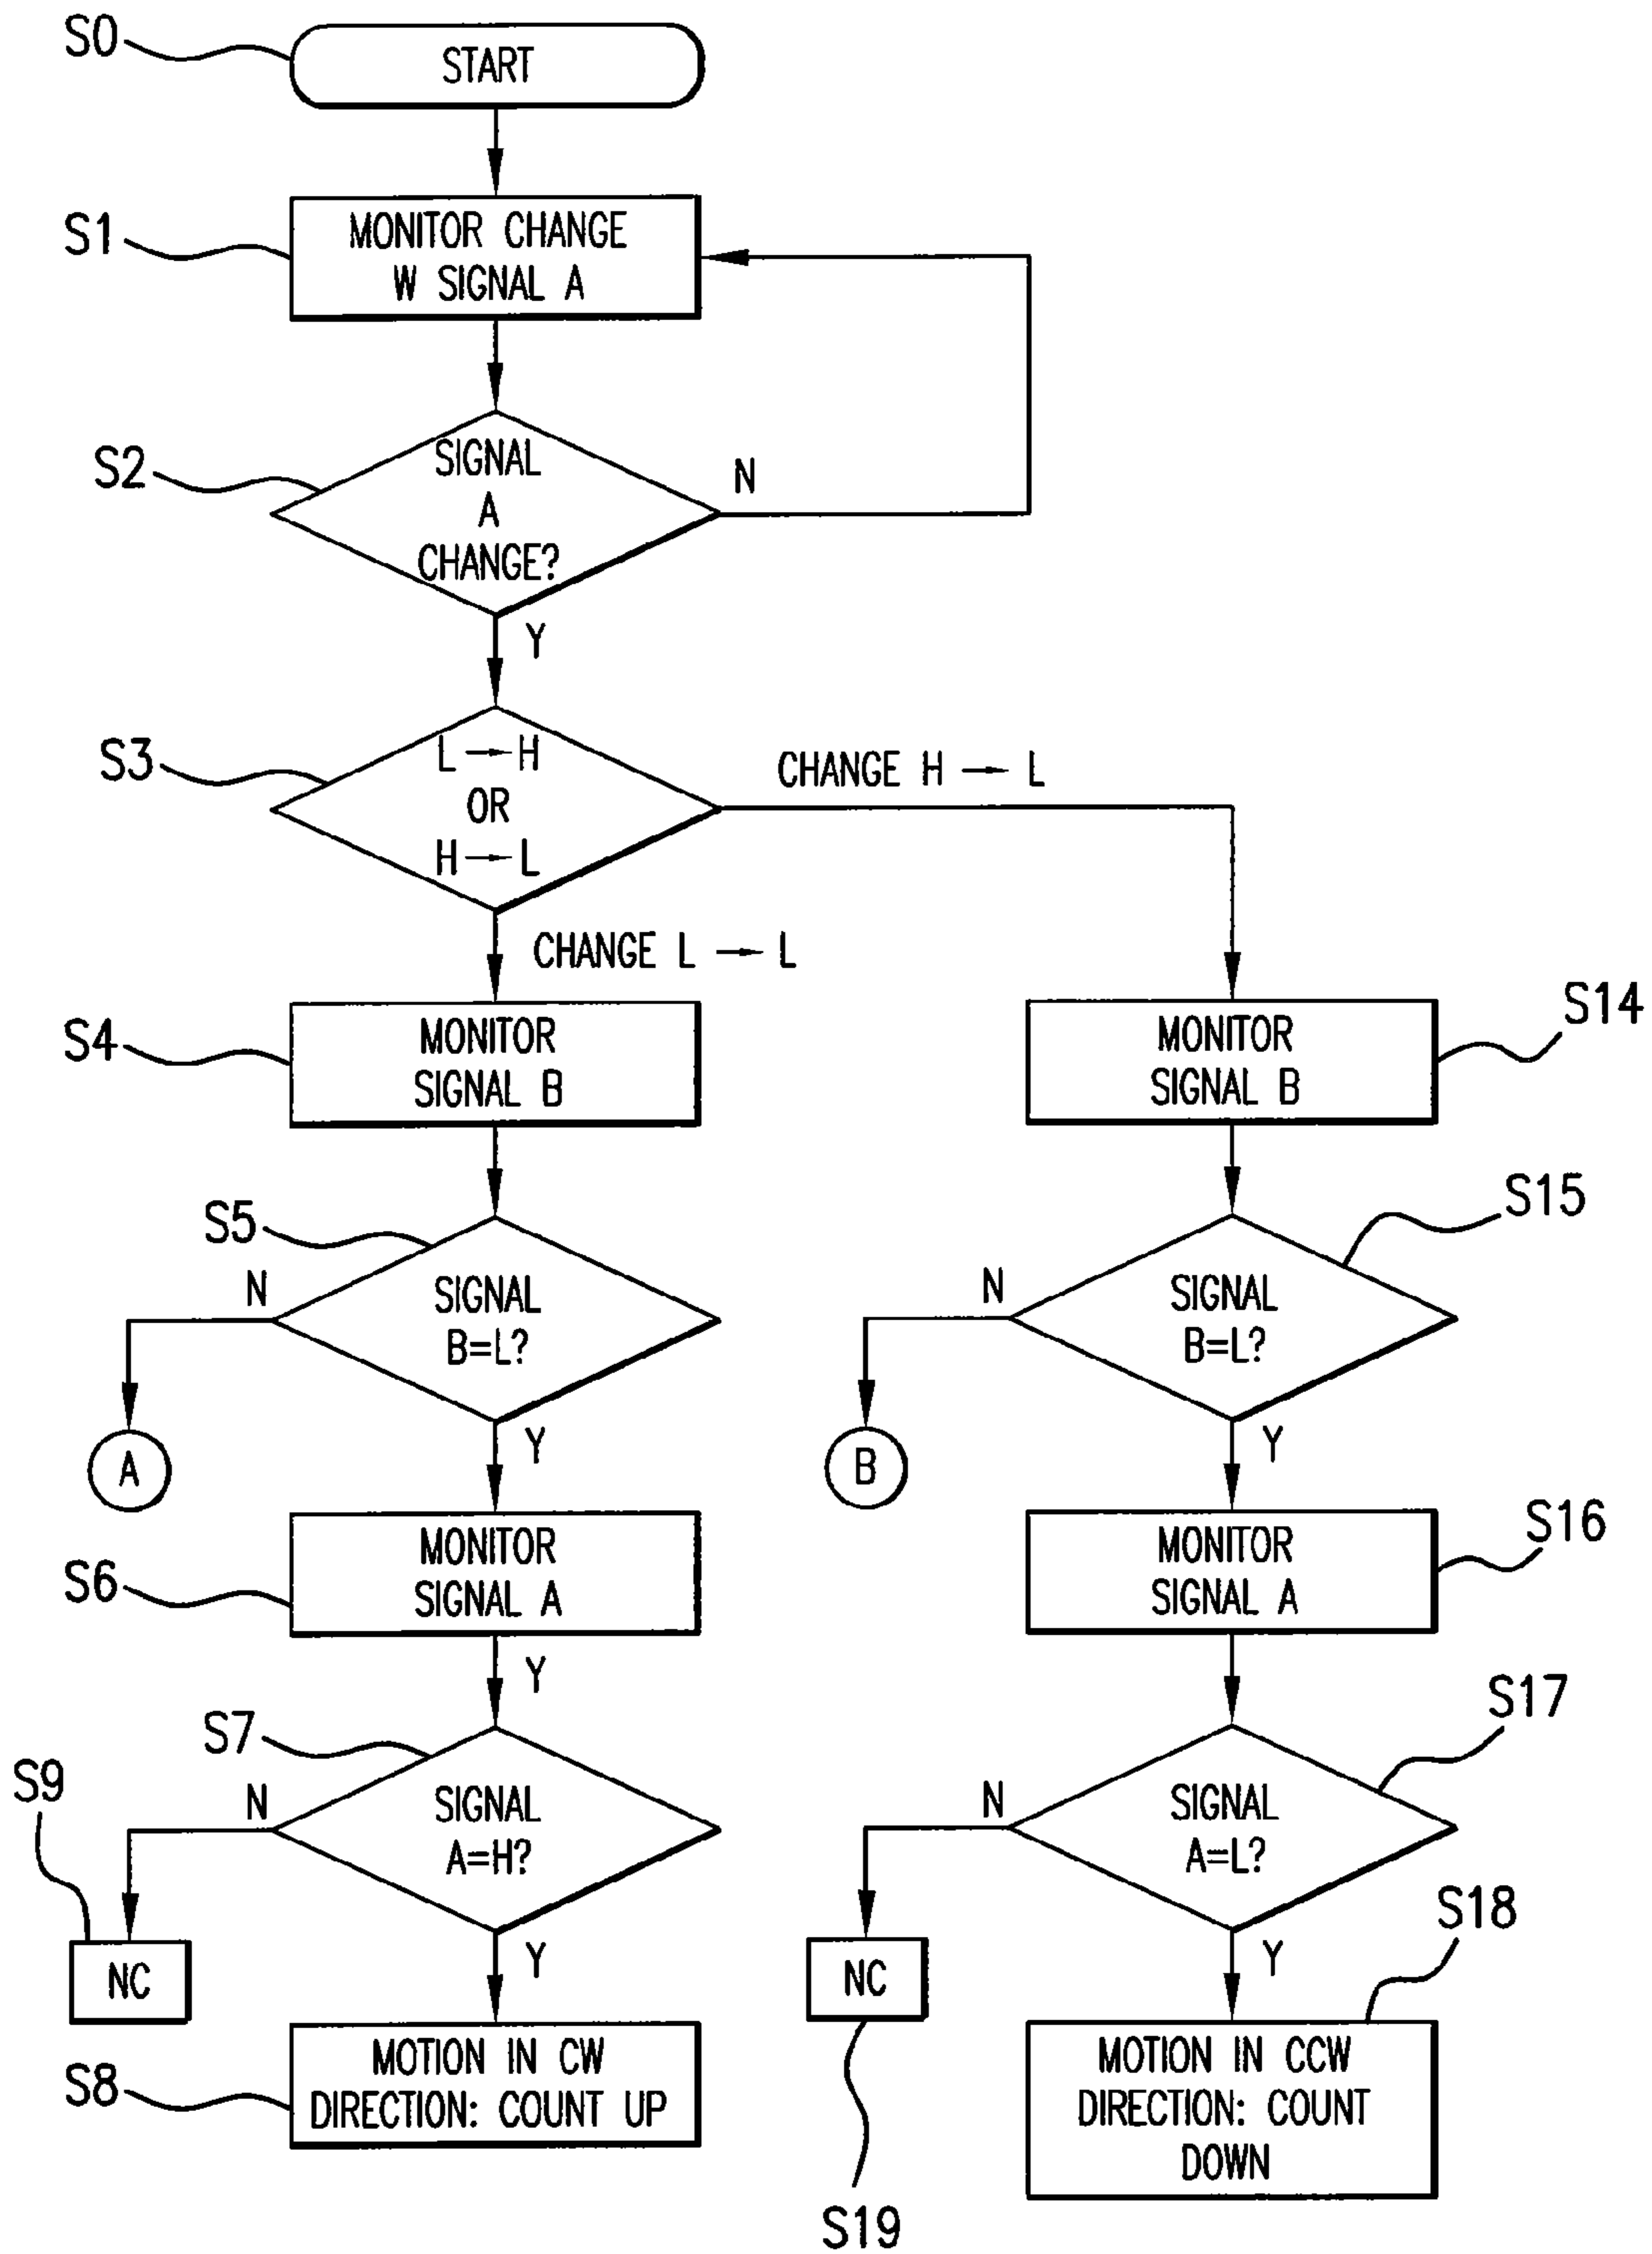 S0
START
S1
MONITOR CHANGE
W SIGNAL A
S2
SIGNAL
A
CHANGE?
N
Y
S3
L → H
OR
H → L
CHANGE H → L
CHANGE L → L
S4
MONITOR
SIGNAL B
S14
MONITOR
SIGNAL B
S5
N
SIGNAL
B=L?
S15
N
SIGNAL
B=L?
A
Y
B
Y
S6
MONITOR
SIGNAL A
S16
MONITOR
SIGNAL A
Y
S7
S9
N
SIGNAL
A=H?
S17
N
SIGNAL
A=L?
NC
Y
NC
Y
S18
S8
MOTION IN CW
DIRECTION: COUNT UP
MOTION IN CCW
DIRECTION: COUNT
DOWN
S19